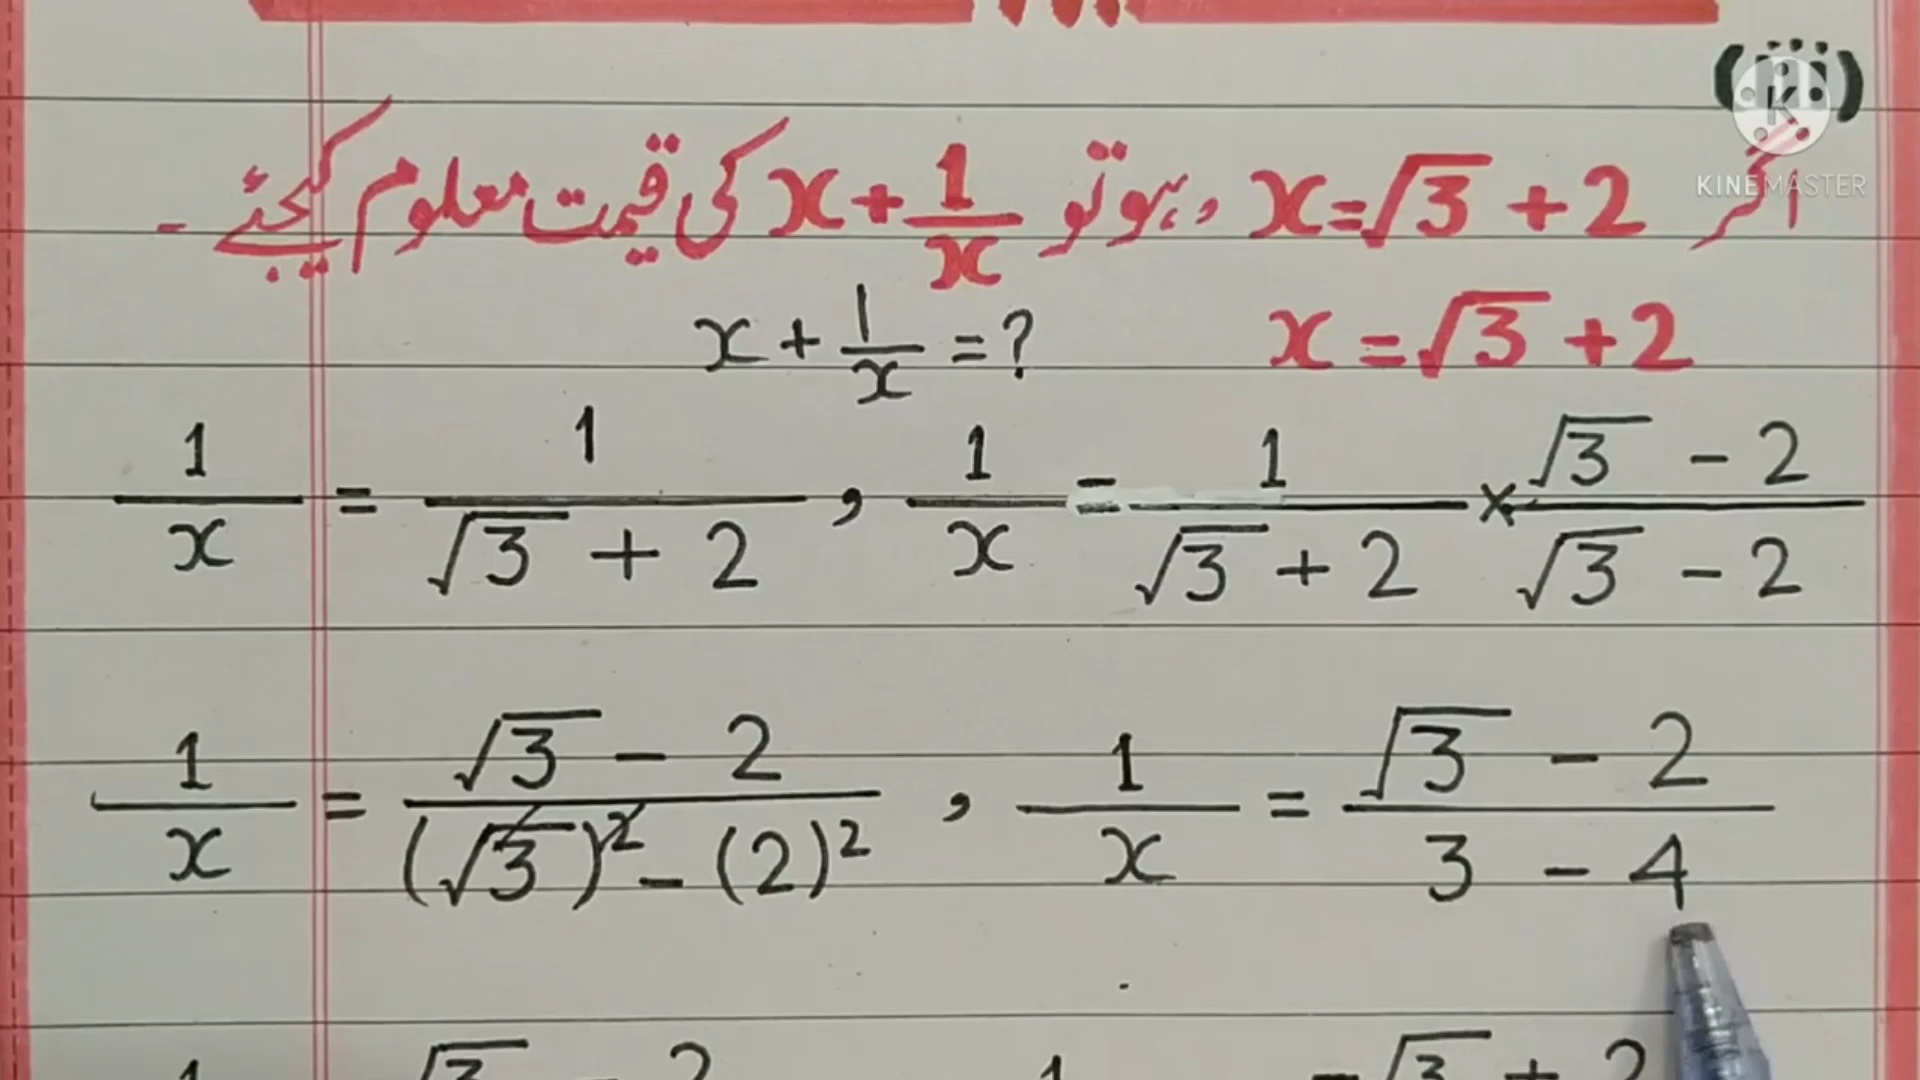 (iii)
KINEMASTER
اگر x=√3+2 ہو تو x+1/x کی قیمت معلوم کیجئے ۔
x+1/x=? x=√3+2
1/x = 1/(√3+2) , 1/x = 1/(√3+2) × (√3-2)/(√3-2)
1/x = (√3-2)/((√3)²-(2)²) , 1/x = (√3-2)/(3-4)